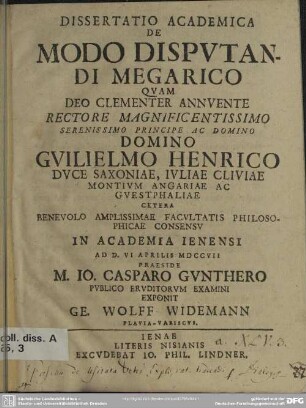 DISSERTATIO ACADEMICA
DE
MODO DISPVTAN-
DI MEGARICO
QVAM
DEO CLEMENTER ANNVENTE
RECTORE MAGNIFICENTISSIMO
SERENISSIMO PRINCIPE AC DOMINO
DOMINO
GVILIELMO HENRICO
DVCE SAXONIAE, IVLIAE CLIVIAE
MONTIVM ANGARIAE AC
GVESTPHALIAE
CETERA
BENEVOLO AMPLISSIMAE FACVLTATIS PHILOSO-
PHICAE CONSENSV
IN ACADEMIA IENENSI
AD D. VI APRILIS MDCCVII
PRAESIDE
M. IO. CASPARO GVNTHERO
PVBLICO ERVDITORVM EXAMINI
EXPONIT
GE. WOLFF WIDEMANN
PLAVIA-VARISCVS.
IENAE
LITERIS NISIANIS
EXCVDEBAT IO. PHIL. LINDNER.
coll. diss. A